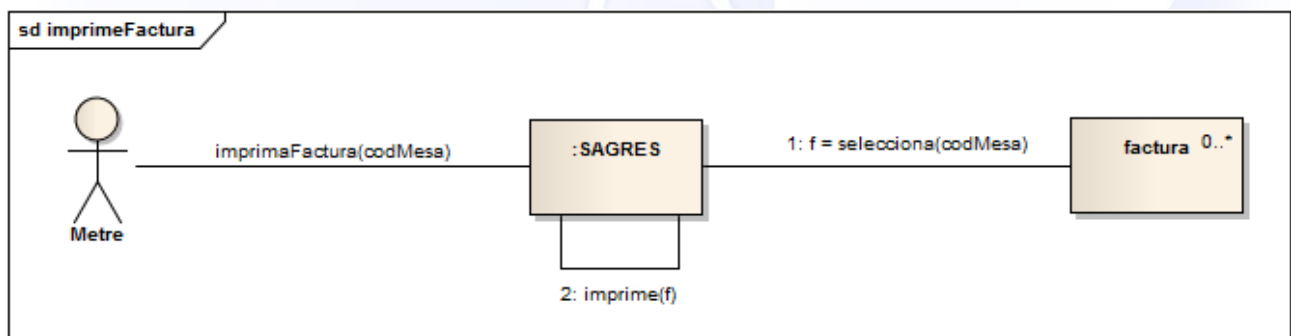 sd imprimeFactura
imprimaFactura(codMesa)
:SAGRES
1: f = selecciona(codMesa)
factura 0..*
Metre
2: imprime(f)